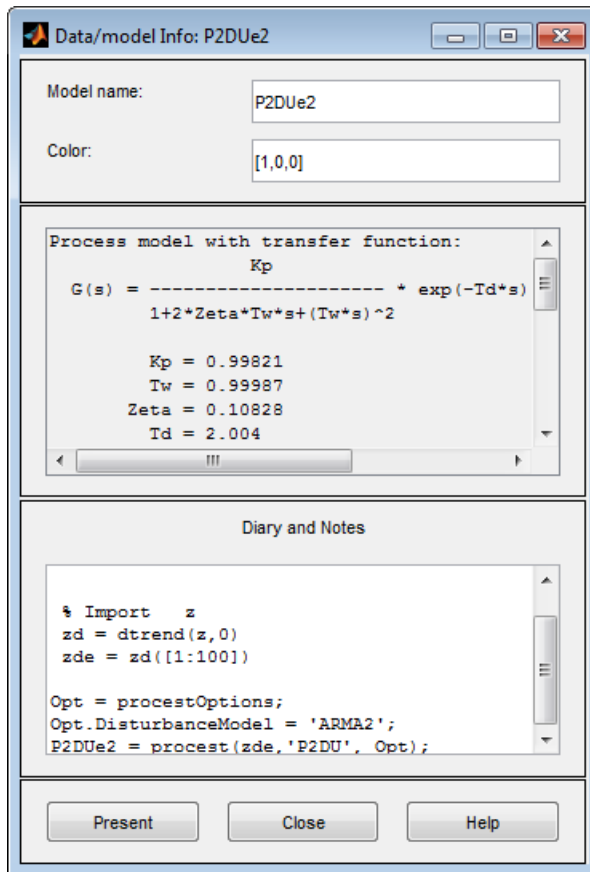 Data/model Info: P2DUe2
Model name:
P2DUe2
Color:
[1,0,0]
Process model with transfer function:
Kp
G(s) = --------------------- * exp(-Td*s)
1+2*Zeta*Tw*s+(Tw*s)^2
Kp = 0.99821
Tw = 0.99987
Zeta = 0.10828
Td = 2.004
Diary and Notes
% Import z
zd = dtrend(z,0)
zde = zd([1:100])
Opt = procestOptions;
Opt.DisturbanceModel = 'ARMA2';
P2DUe2 = procest(zde,'P2DU', Opt);
Present
Close
Help